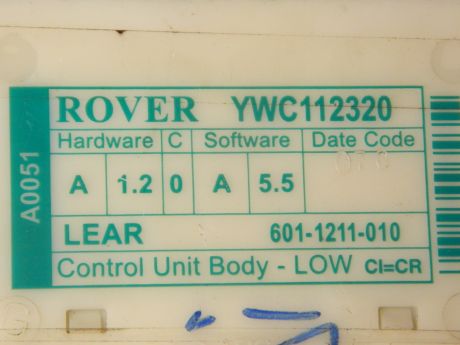 ROVER YWC112320
Hardware C Software Date Code
A 1.2 0 A 5.5
LEAR 601-1211-010
Control Unit Body - LOW CI=CR
A0051